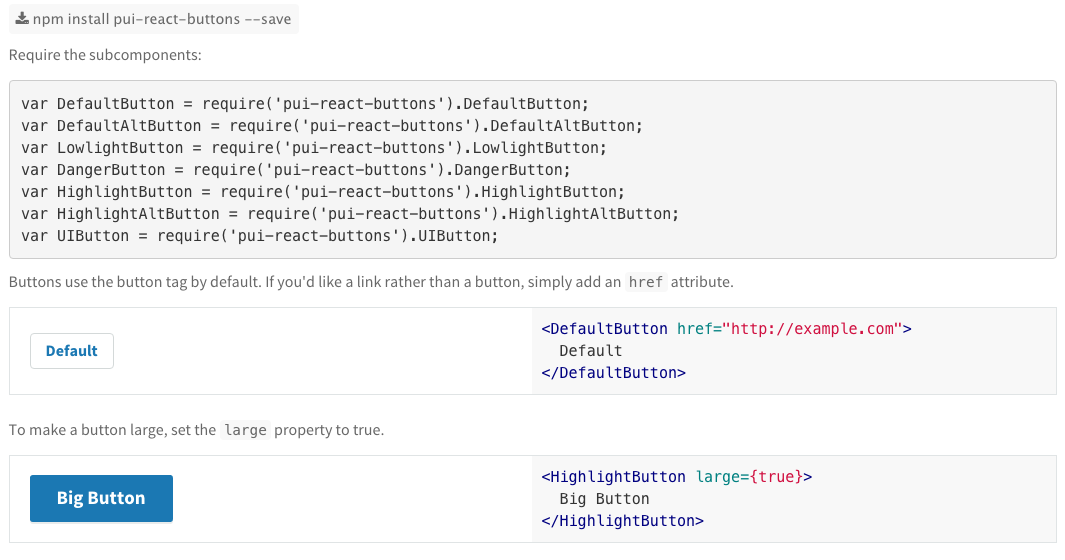 npm install pui-react-buttons --save
Require the subcomponents:
var DefaultButton = require('pui-react-buttons').DefaultButton;
var DefaultAltButton = require('pui-react-buttons').DefaultAltButton;
var LowlightButton = require('pui-react-buttons').LowlightButton;
var DangerButton = require('pui-react-buttons').DangerButton;
var HighlightButton = require('pui-react-buttons').HighlightButton;
var HighlightAltButton = require('pui-react-buttons').HighlightAltButton;
var UIButton = require('pui-react-buttons').UIButton;
Buttons use the button tag by default. If you'd like a link rather than a button, simply add an href attribute.
Default
<DefaultButton href="http://example.com">
  Default
</DefaultButton>
To make a button large, set the large property to true.
Big Button
<HighlightButton large={true}>
  Big Button
</HighlightButton>